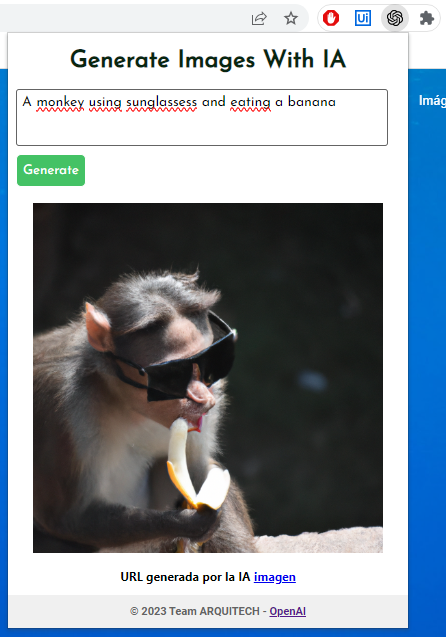 Ui
Generate Images With IA
A monkey using sunglassess and eating a banana
Imág
Generate
URL generada por la IA imagen
© 2023 Team ARQUITECH - OpenAI